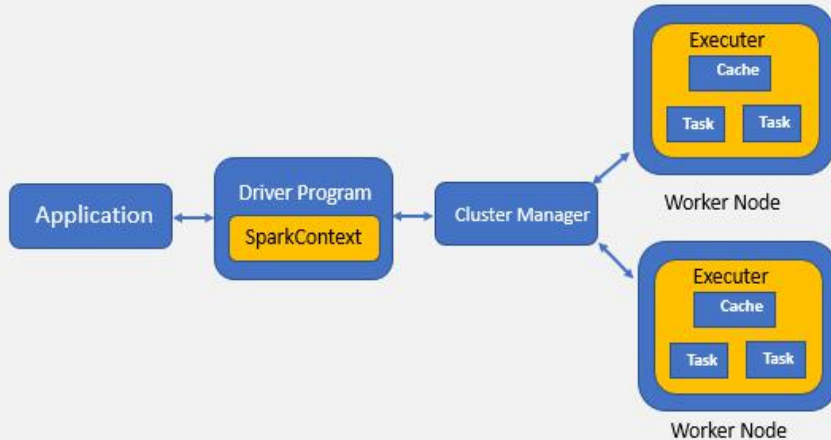 Application
Driver Program
SparkContext
Cluster Manager
Executer
Cache
Task Task
Worker Node
Executer
Cache
Task Task
Worker Node